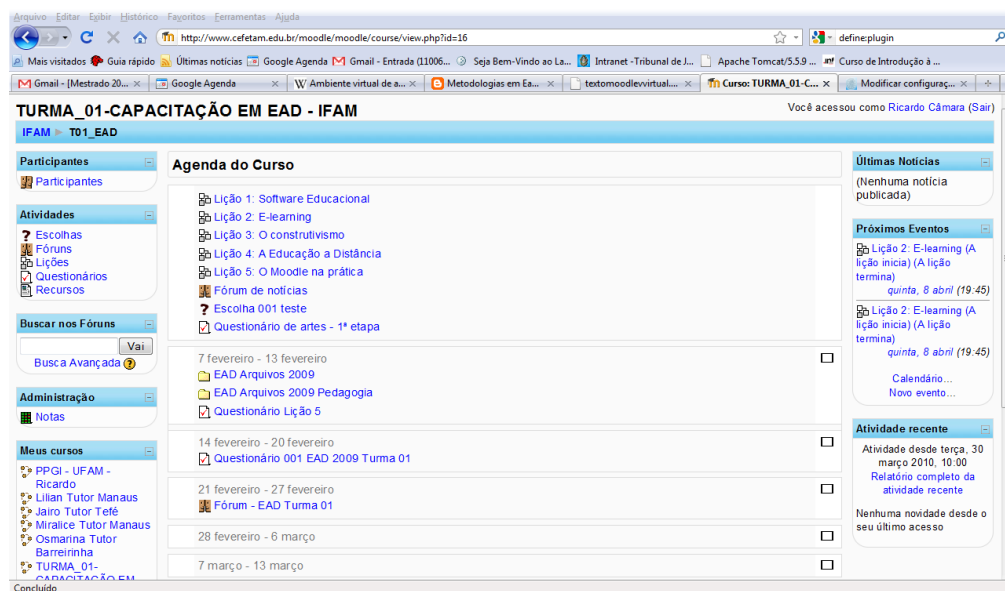 Arquivo Editar Exibir Histórico Favoritos Ferramentas Ajuda
http://www.cefetam.edu.br/moodle/moodle/course/view.php?id=16
define:plugin
Mais visitados Guia rápido Últimas notícias Google Agenda Gmail - Entrada (11006... Seja Bem-Vindo ao La... Intranet -Tribunal de J... Apache Tomcat/5.5.9 ... Curso de Introdução à ...
Gmail - [Mestrado 20... Google Agenda Ambiente virtual de a... Metodologias em Ea... textomoodlevvirtual.... Curso: TURMA_01-C... Modificar configuraç...
TURMA_01-CAPACITAÇÃO EM EAD - IFAM
Você acessou como Ricardo Câmara (Sair)
IFAM ► T01_EAD
Participantes
Participantes
Atividades
Escolhas
Fóruns
Lições
Questionários
Recursos
Buscar nos Fóruns
Vai
Busca Avançada
Administração
Notas
Meus cursos
PPGI - UFAM -
Ricardo
Lilian Tutor Manaus
Jairo Tutor Tefé
Miralice Tutor Manaus
Osmarina Tutor
Barreirinha
TURMA_01-
CAPACITAÇÃO EM
Agenda do Curso
Lição 1: Software Educacional
Lição 2: E-learning
Lição 3: O construtivismo
Lição 4: A Educação a Distância
Lição 5: O Moodle na prática
Fórum de notícias
Escolha 001 teste
Questionário de artes - 1ª etapa
7 fevereiro - 13 fevereiro
EAD Arquivos 2009
EAD Arquivos 2009 Pedagogia
Questionário Lição 5
14 fevereiro - 20 fevereiro
Questionário 001 EAD 2009 Turma 01
21 fevereiro - 27 fevereiro
Fórum - EAD Turma 01
28 fevereiro - 6 março
7 março - 13 março
Últimas Notícias
(Nenhuma notícia
publicada)
Próximos Eventos
Lição 2: E-learning (A
lição inicia) (A lição
termina)
quinta, 8 abril (19:45)
Lição 2: E-learning (A
lição inicia) (A lição
termina)
quinta, 8 abril (19:45)
Calendário...
Novo evento...
Atividade recente
Atividade desde terça, 30
março 2010, 10:00
Relatório completo da
atividade recente
Nenhuma novidade desde o
seu último acesso
Concluído